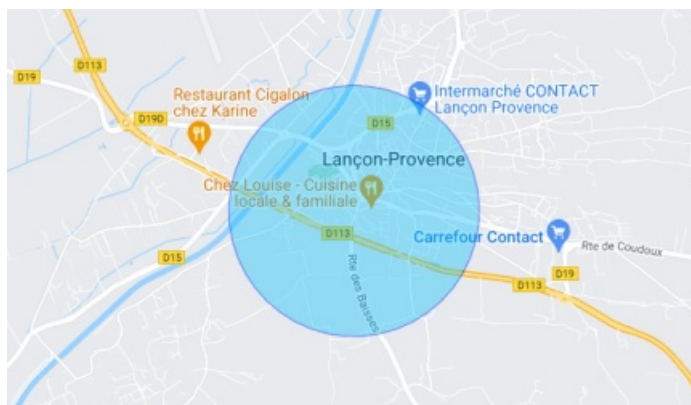 D113
D19
D19D
Restaurant Cigalon
chez Karine
Intermarché CONTACT
Lançon Provence
D15
Lançon-Provence
Chez Louise - Cuisine
locale & familiale
D113
Carrefour Contact
Rte de Coudoux
D15
Rte des Baisses
D19
D113